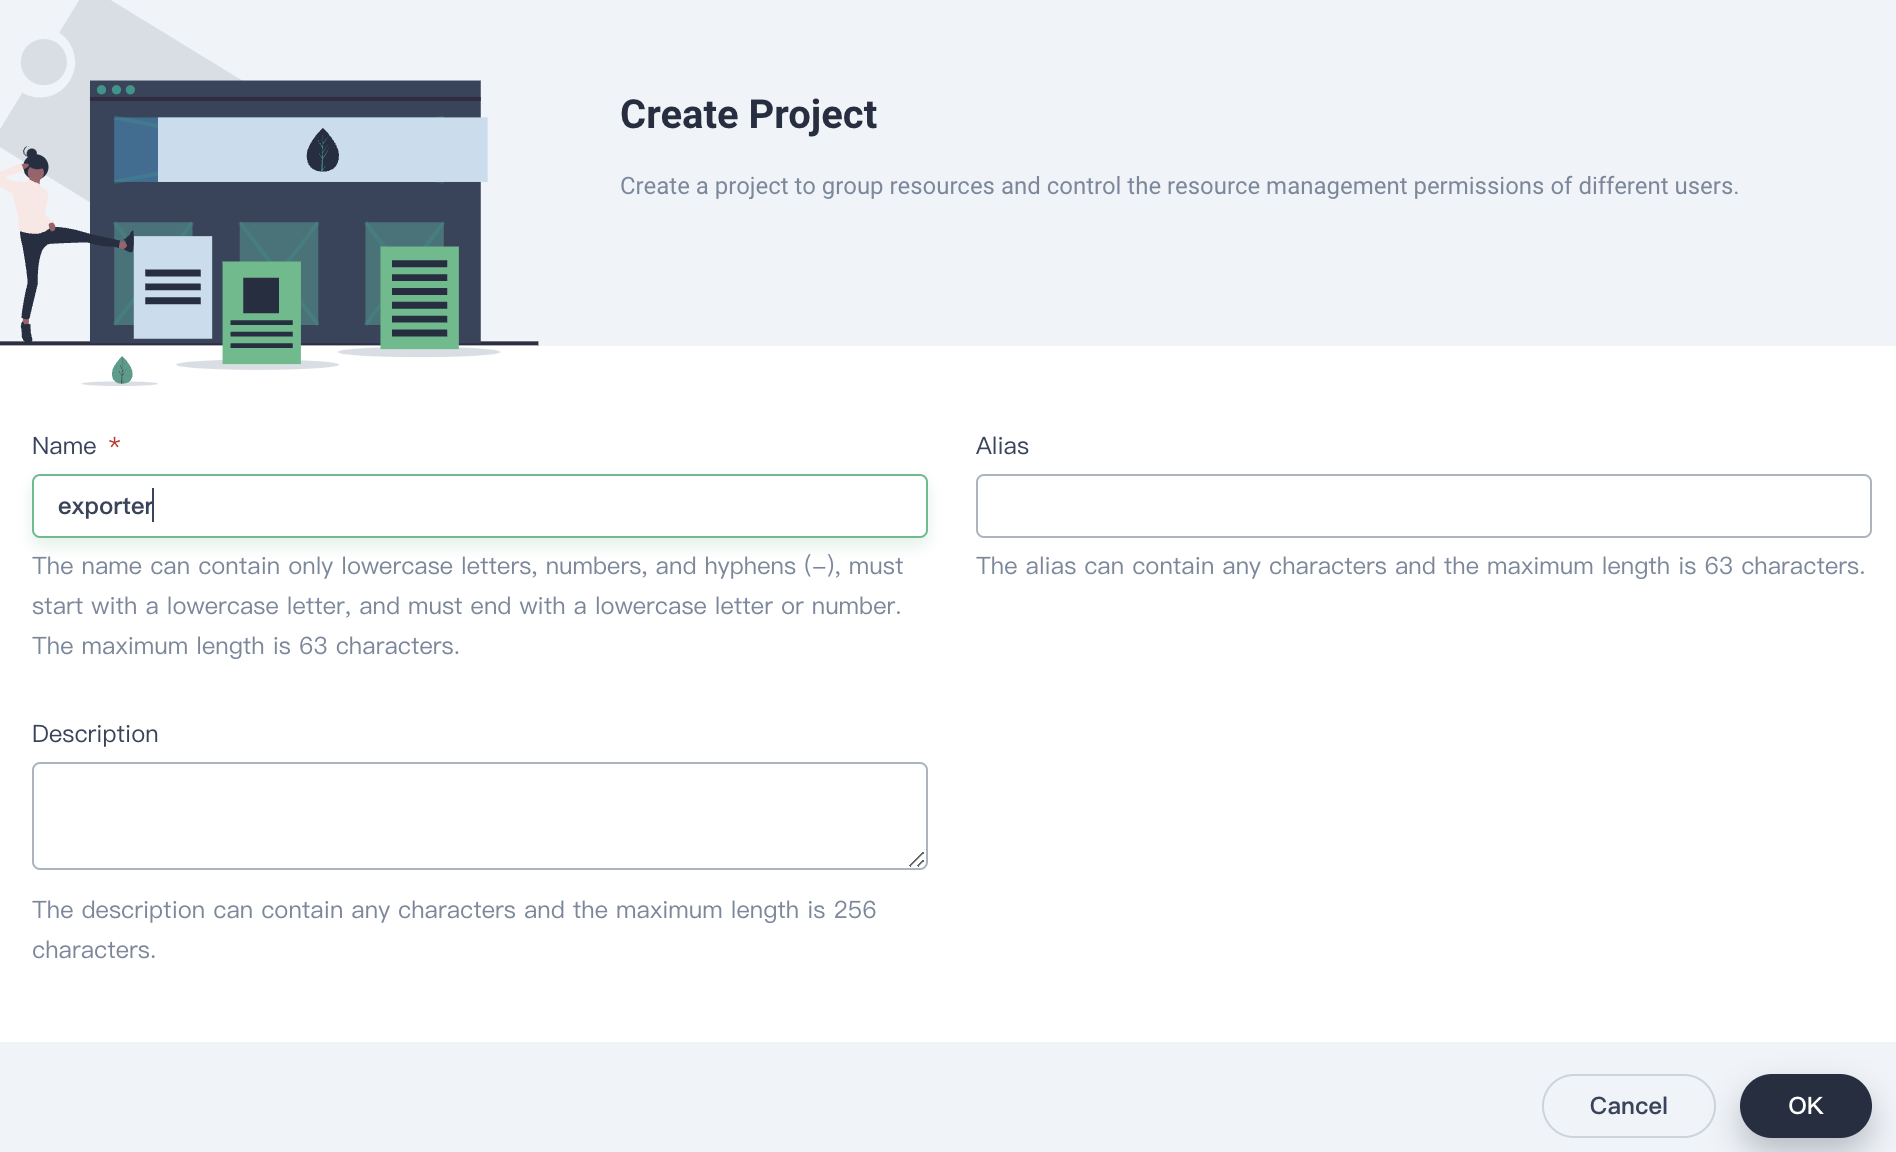 Create Project
Create a project to group resources and control the resource management permissions of different users.
Name *
exporter
The name can contain only lowercase letters, numbers, and hyphens (-), must
start with a lowercase letter, and must end with a lowercase letter or number.
The maximum length is 63 characters.
Alias
The alias can contain any characters and the maximum length is 63 characters.
Description
The description can contain any characters and the maximum length is 256
characters.
Cancel
OK